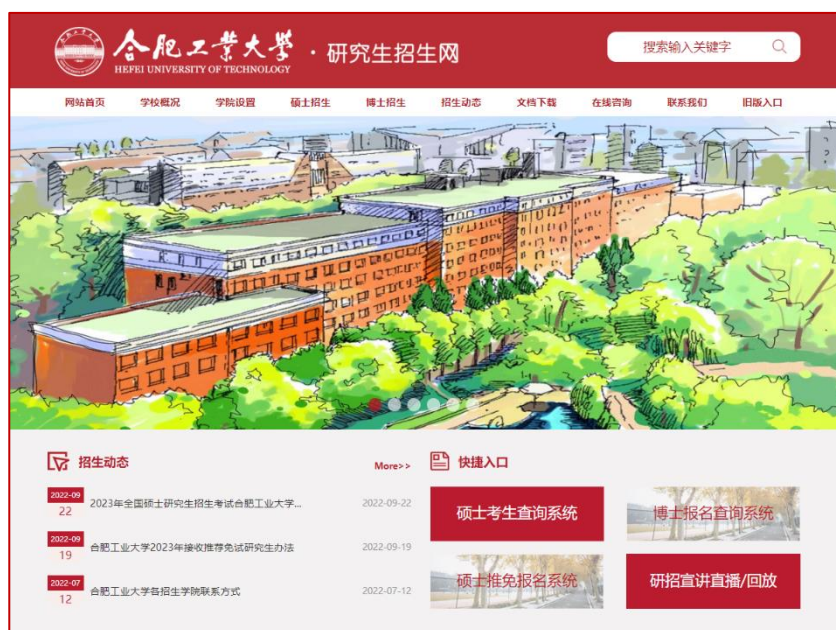 合肥工業大學 · 研究生招生网
HEFEI UNIVERSITY OF TECHNOLOGY
搜索输入关键字
网站首页 学校概况 学院设置 硕士招生 博士招生 招生动态 文档下载 在线咨询 联系我们 旧版入口
招生动态 More>>
2022-09
22
2023年全国硕士研究生招生考试合肥工业大学... 2022-09-22
2022-09
19
合肥工业大学2023年接收推荐免试研究生办法 2022-09-19
2022-07
12
合肥工业大学各招生学院联系方式 2022-07-12
快捷入口
硕士考生查询系统 博士报名查询系统
硕士推免报名系统 研招宣讲直播/回放